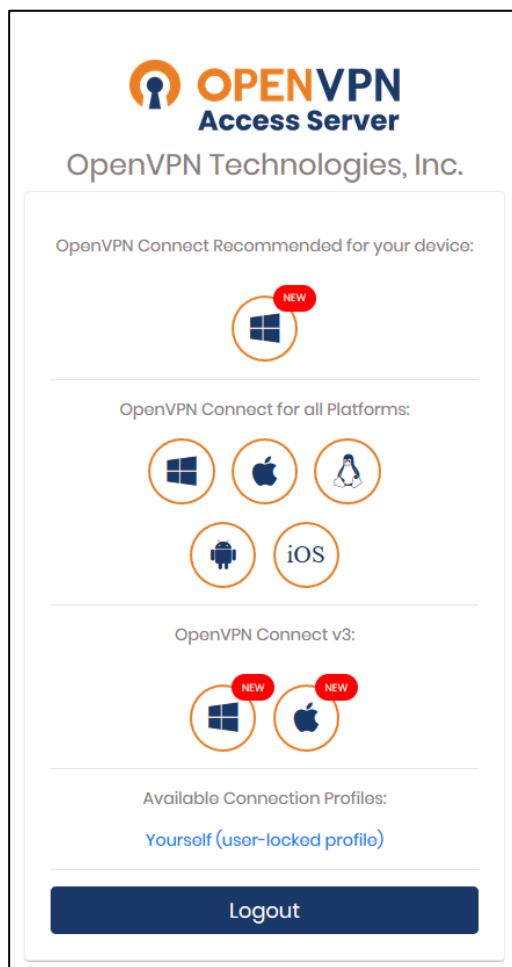 OPENVPN
Access Server
OpenVPN Technologies, Inc.
OpenVPN Connect Recommended for your device:
NEW
OpenVPN Connect for all Platforms:
iOS
OpenVPN Connect v3:
NEW NEW
Available Connection Profiles:
Yourself (user-locked profile)
Logout